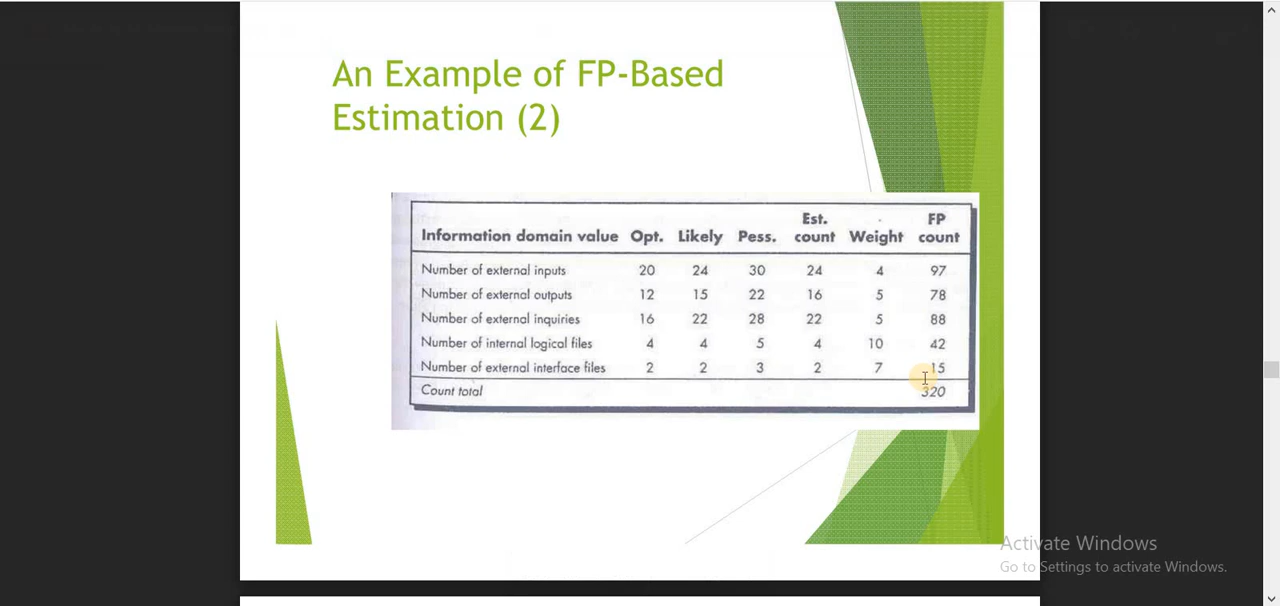 An Example of FP-Based
Estimation (2)
Information domain value Opt. Likely Pess. Est. count Weight FP count
Number of external inputs 20 24 30 24 4 97
Number of external outputs 12 15 22 16 5 78
Number of external inquiries 16 22 28 22 5 88
Number of internal logical files 4 4 5 4 10 42
Number of external interface files 2 2 3 2 7 15
Count total 320
Activate Windows
Go to Settings to activate Windows.